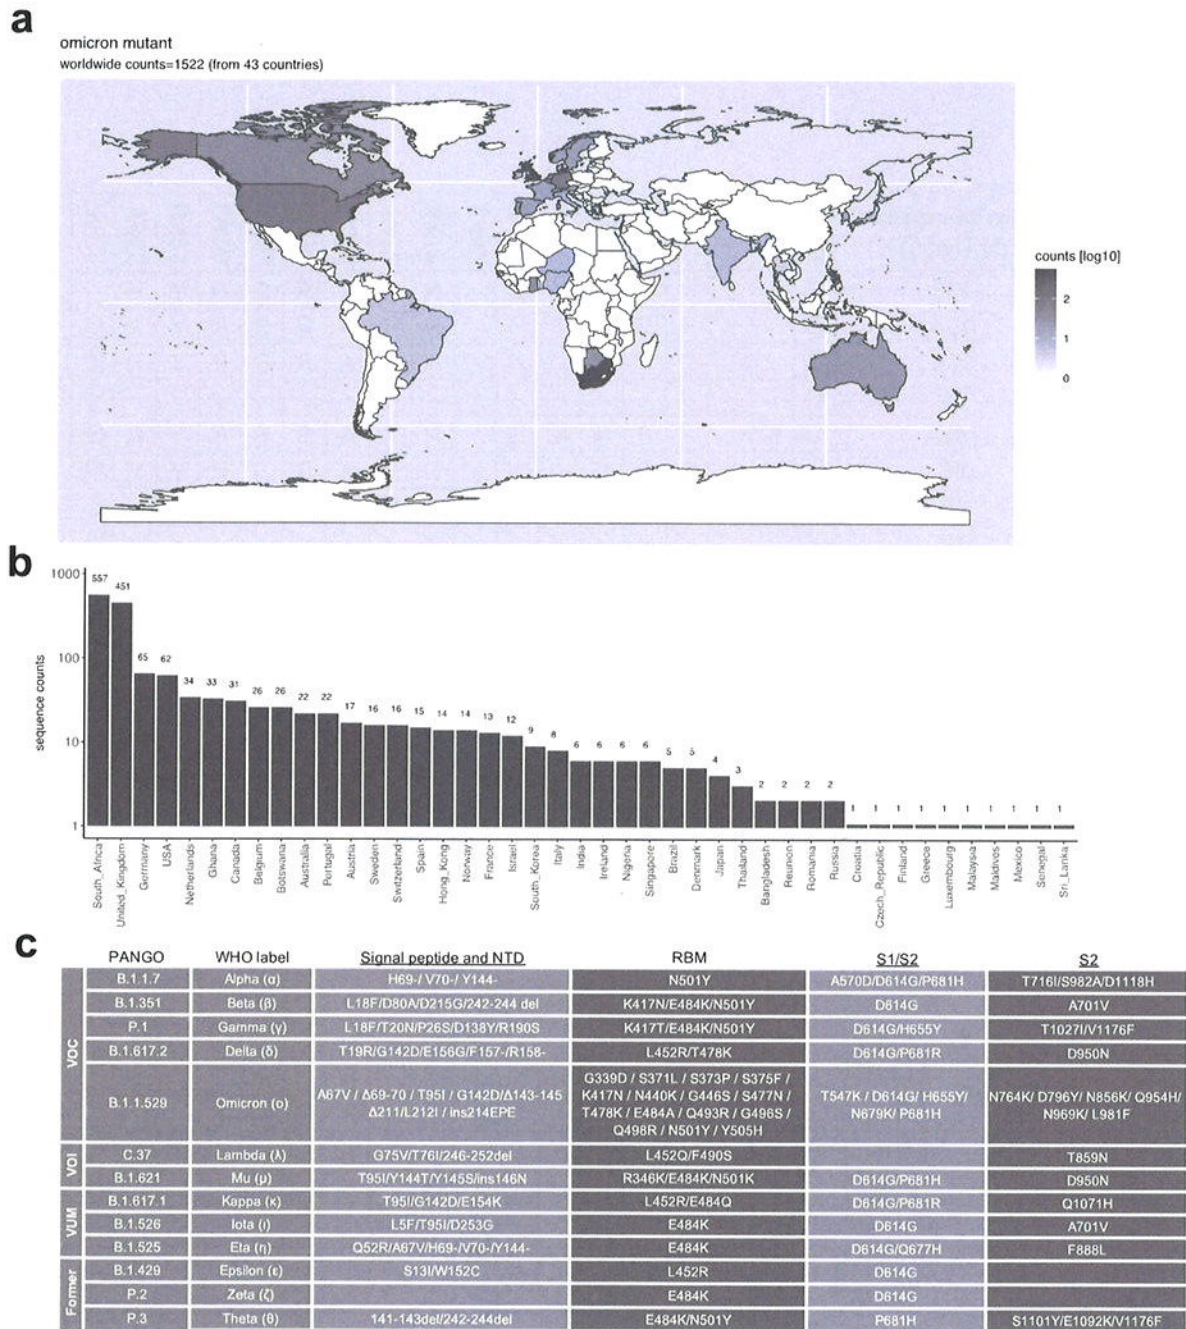 a
omicron mutant
worldwide counts=1522 (from 43 countries)
counts [log10]
2
1
0
b
sequence counts
1000
100
10
1
557 451 65 62 34 33 31 26 26 22 22 17 16 16 15 14 14 13 12 9 8 6 6 6 6 5 5 4 3 2 2 2 2 1 1 1 1 1 1 1 1 1 1
South_Africa
United_Kingdom
Germany
USA
Netherlands
Ghana
Canada
Belgium
Botswana
Australia
Portugal
Austria
Sweden
Switzerland
Spain
Hong_Kong
Norway
France
Israel
South_Korea
Italy
India
Ireland
Nigeria
Singapore
Brazil
Denmark
Japan
Thailand
Bangladesh
Reunion
Romania
Russia
Croatia
Czech_Republic
Finland
Greece
Luxembourg
Malaysia
Maldives
Mexico
Senegal
Sri_Lanka
c
PANGO WHO label Signal peptide and NTD RBM S1/S2 S2
VOC
B.1.1.7 Alpha (α) H69-/ V70-/ Y144- N501Y A570D/D614G/P681H T716I/S982A/D1118H
B.1.351 Beta (β) L18F/D80A/D215G/242-244 del K417N/E484K/N501Y D614G A701V
P.1 Gamma (γ) L18F/T20N/P26S/D138Y/R190S K417T/E484K/N501Y D614G/H655Y T1027I/V1176F
B.1.617.2 Delta (δ) T19R/G142D/E156G/F157-/R158- L452R/T478K D614G/P681R D950N
B.1.1.529 Omicron (ο)
A67V / Δ69-70 / T95I / G142D/Δ143-145
Δ211/L212I / ins214EPE
G339D / S371L / S373P / S375F /
K417N / N440K / G446S / S477N /
T478K / E484A / Q493R / G496S /
Q498R / N501Y / Y505H
T547K / D614G/ H655Y/
N679K/ P681H
N764K/ D796Y/ N856K/ Q954H/
N969K/ L981F
VOI
C.37 Lambda (λ) G75V/T76I/246-252del L452Q/F490S T859N
B.1.621 Mu (μ) T95I/Y144T/Y145S/ins146N R346K/E484K/N501K D614G/P681H D950N
VUM
B.1.617.1 Kappa (κ) T95I/G142D/E154K L452R/E484Q D614G/P681R Q1071H
B.1.526 Iota (ι) L5F/T95I/D253G E484K D614G A701V
B.1.525 Eta (η) Q52R/A67V/H69-/V70-/Y144- E484K D614G/Q677H F888L
Former
B.1.429 Epsilon (ε) S13I/W152C L452R D614G
P.2 Zeta (ζ) E484K D614G
P.3 Theta (θ) 141-143del/242-244del E484K/N501Y P681H S1101Y/E1092K/V1176F